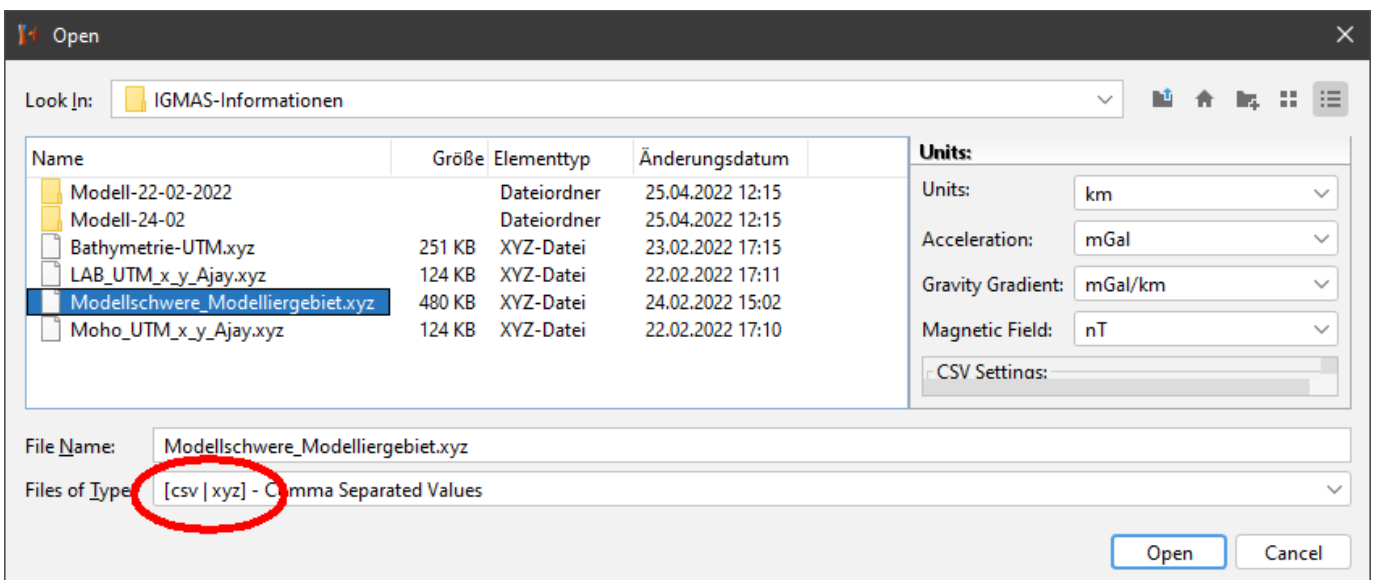 Open
Look In: IGMAS-Informationen
Name Größe Elementtyp Änderungsdatum
Modell-22-02-2022 Dateiordner 25.04.2022 12:15
Modell-24-02 Dateiordner 25.04.2022 12:15
Bathymetrie-UTM.xyz 251 KB XYZ-Datei 23.02.2022 17:15
LAB_UTM_x_y_Ajay.xyz 124 KB XYZ-Datei 22.02.2022 17:11
Modellschwere_Modelliergebiet.xyz 480 KB XYZ-Datei 24.02.2022 15:02
Moho_UTM_x_y_Ajay.xyz 124 KB XYZ-Datei 22.02.2022 17:10
Units:
Units: km
Acceleration: mGal
Gravity Gradient: mGal/km
Magnetic Field: nT
CSV Settings:
File Name: Modellschwere_Modelliergebiet.xyz
Files of Type [csv | xyz] - Comma Separated Values
Open Cancel